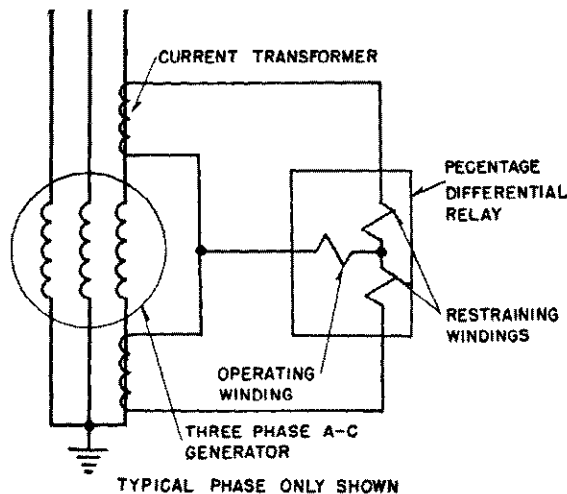 CURRENT TRANSFORMER
PECENTAGE
DIFFERENTIAL
RELAY
RESTRAINING
WINDINGS
OPERATING
WINDING
THREE PHASE A-C
GENERATOR
TYPICAL PHASE ONLY SHOWN